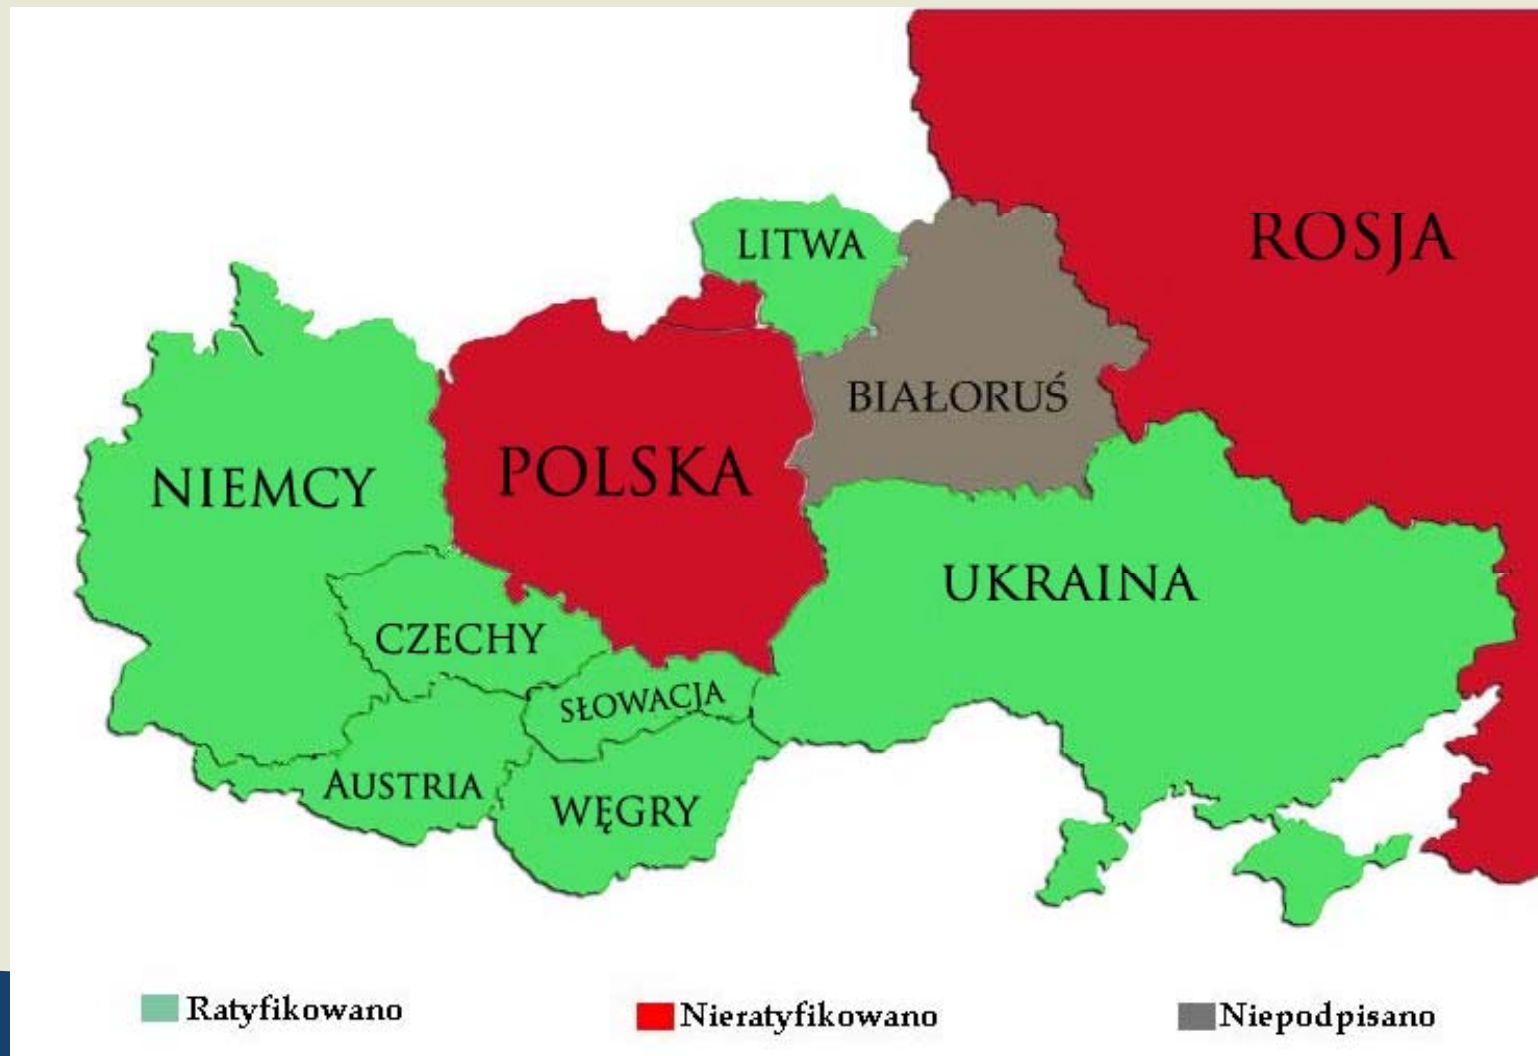 ROSJA
LITWA
BIAŁORUŚ
POLSKA
NIEMCY
UKRAINA
CZECHY
SŁOWACJA
AUSTRIA
WĘGRY
Ratyfikowano
Nieratyfikowano
Niepodpisano